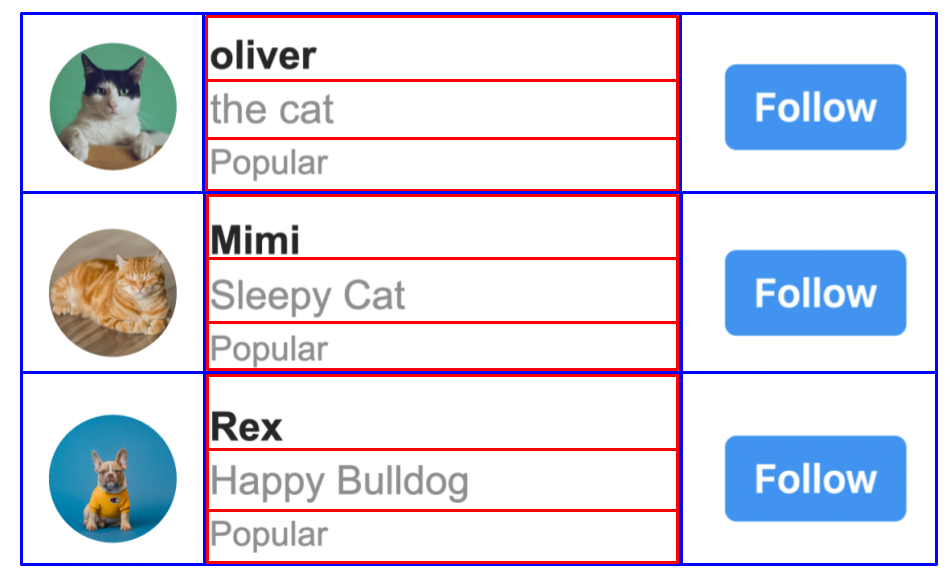 oliver
the cat
Popular
Follow
Mimi
Sleepy Cat
Popular
Follow
Rex
Happy Bulldog
Popular
Follow